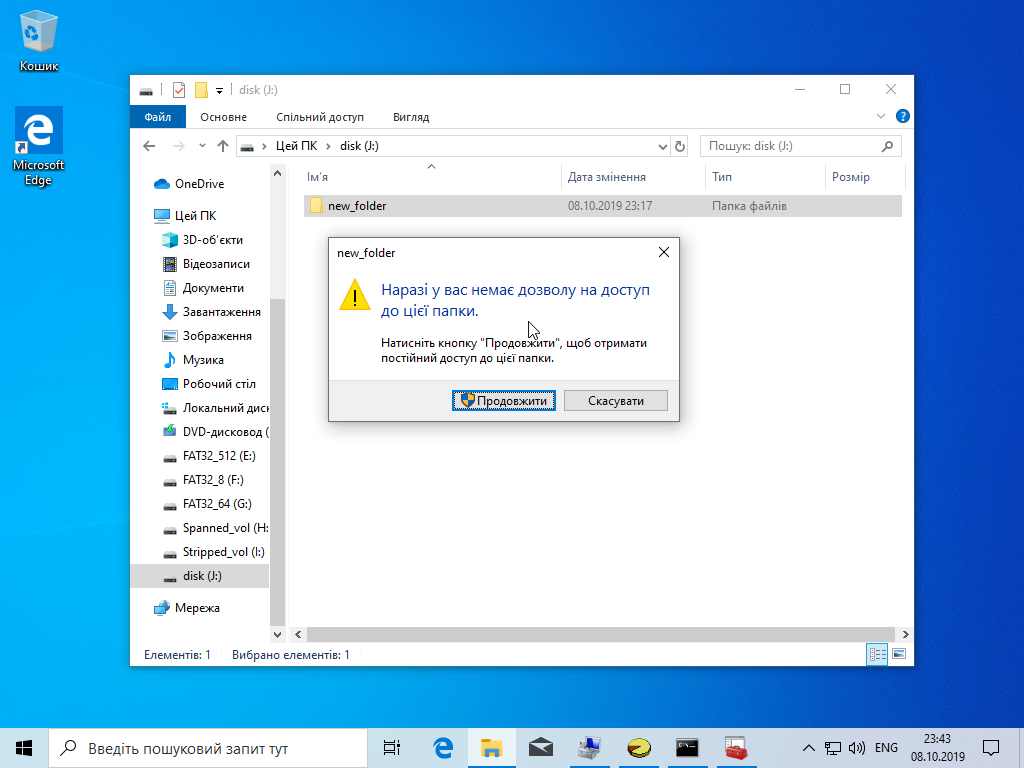 Кошик
Microsoft
Edge
disk (J:)
Файл
Основне
Спільний доступ
Вигляд
?
Цей ПК
disk (J:)
Пошук: disk (J:)
Ім'я
Дата змінення
Тип
Розмір
OneDrive
Цей ПК
3D-об'єкти
Відеозаписи
Документи
Завантаження
Зображення
Музика
Робочий стіл
Локальний диск
DVD-дисковод (
FAT32_512 (E:)
FAT32_8 (F:)
FAT32_64 (G:)
Spanned_vol (H:
Stripped_vol (I:)
disk (J:)
Мережа
new_folder
08.10.2019 23:17
Папка файлів
new_folder
Наразі у вас немає дозволу на доступ
до цієї папки.
Натисніть кнопку "Продовжити", щоб отримати
постійний доступ до цієї папки.
Продовжити
Скасувати
Елементів: 1
Вибрано елементів: 1
Введіть пошуковий запит тут
ENG
23:43
08.10.2019